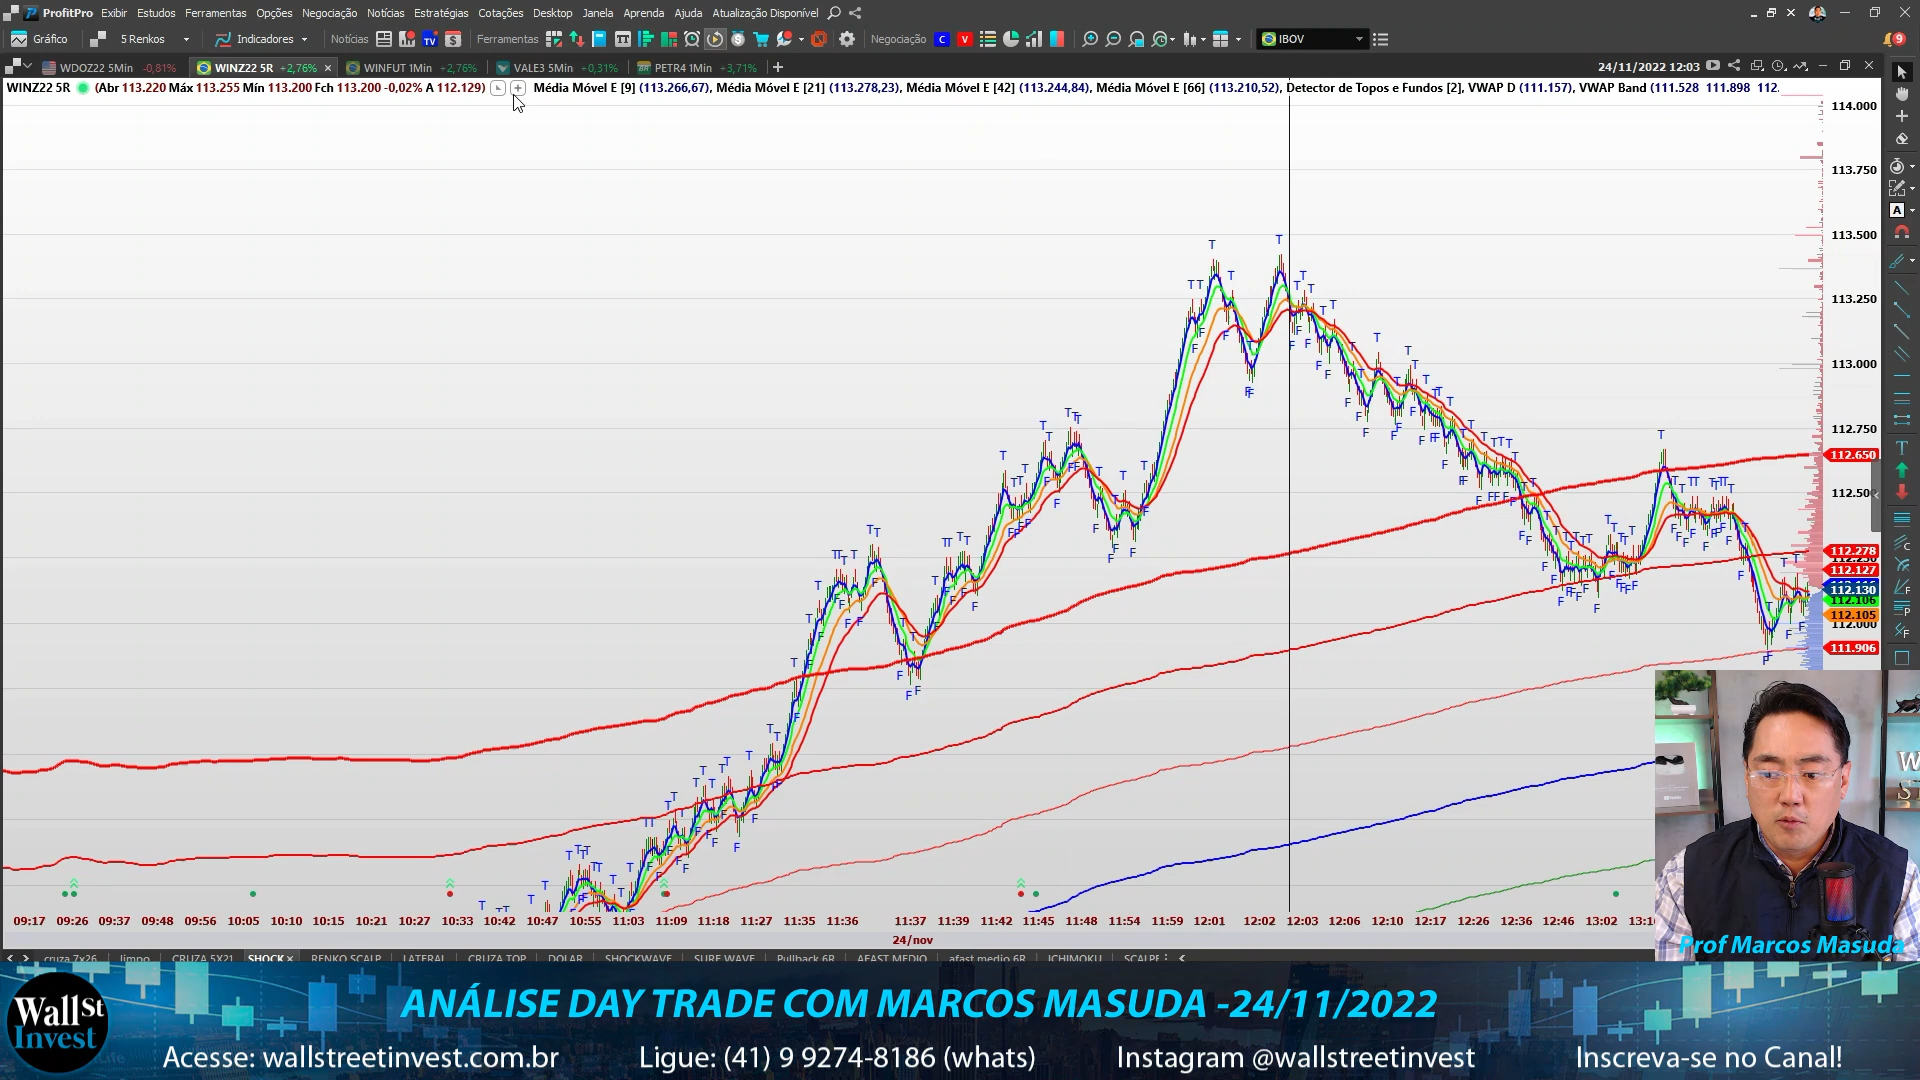 ProfitPro Exibir Estudos Ferramentas Opções Negociação Notícias Estratégias Cotações Desktop Janela Aprenda Ajuda Atualização Disponível
Gráfico 5 Renkos Indicadores Notícias Ferramentas Negociação C V IBOV 9
WDOZ22 5Min -0,81% WINZ22 5R +2,76% WINFUT 1Min +2,76% VALE3 5Min +0,31% PETR4 1Min +3,71% 24/11/2022 12:03
WINZ22 5R (Abr 113.220 Máx 113.255 Mín 113.200 Fch 113.200 -0,02% A 112.129) Média Móvel E [9] (113.266,67), Média Móvel E [21] (113.278,23), Média Móvel E [42] (113.244,84), Média Móvel E [66] (113.210,52), Detector de Topos e Fundos [2], VWAP D (111.157), VWAP Band (111.528 111.898 112.
114.000
113.750
113.500
113.250
113.000
112.750
112.650
112.500
112.278
112.127
112.130
112.106
112.105
112.000
111.906
09:17 09:26 09:37 09:48 09:56 10:05 10:10 10:15 10:21 10:27 10:33 10:42 10:47 10:55 11:03 11:09 11:18 11:27 11:35 11:36 11:37 11:39 11:42 11:45 11:48 11:54 11:59 12:01 12:02 12:03 12:06 12:10 12:17 12:26 12:36 12:46 13:02
24/nov
cruza 7x26 limpo CRUZA 5X21 SHOCK RENKO SCALP LATERAL CRUZA TOP DOLAR SHOCKWAVE SURF WAVE Pullback 6R AFAST MEDIO afast medio 6R ICHIMOKU
Prof Marcos Masuda
Wall St Invest
ANÁLISE DAY TRADE COM MARCOS MASUDA -24/11/2022
Acesse: wallstreetinvest.com.br Ligue: (41) 9 9274-8186 (whats) Instagram @wallstreetinvest Inscreva-se no Canal!